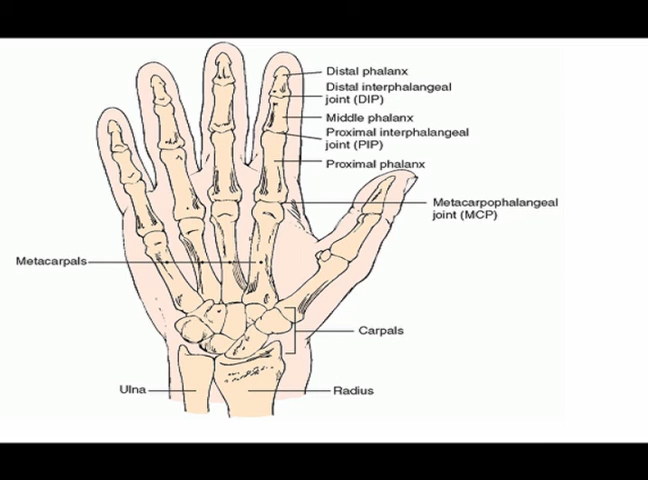 Distal phalanx
Distal interphalangeal
joint (DIP)
Middle phalanx
Proximal interphalangeal
joint (PIP)
Proximal phalanx
Metacarpophalangeal
joint (MCP)
Metacarpals
Carpals
Ulna
Radius